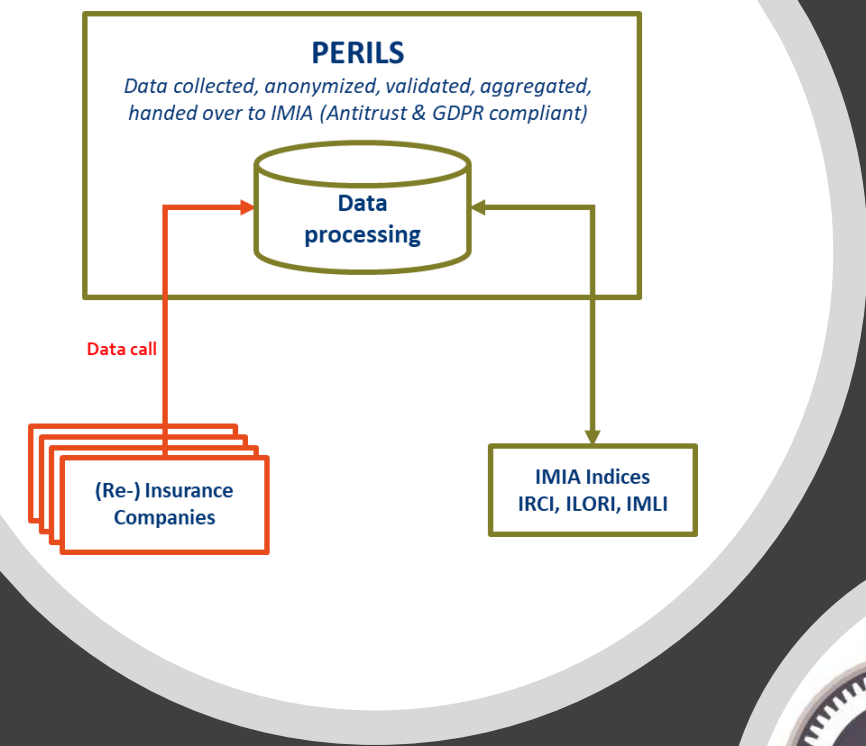 PERILS
Data collected, anonymized, validated, aggregated,
handed over to IMIA (Antitrust & GDPR compliant)
Data
processing
Data call
(Re-) Insurance
Companies
IMIA Indices
IRCI, ILORI, IMLI